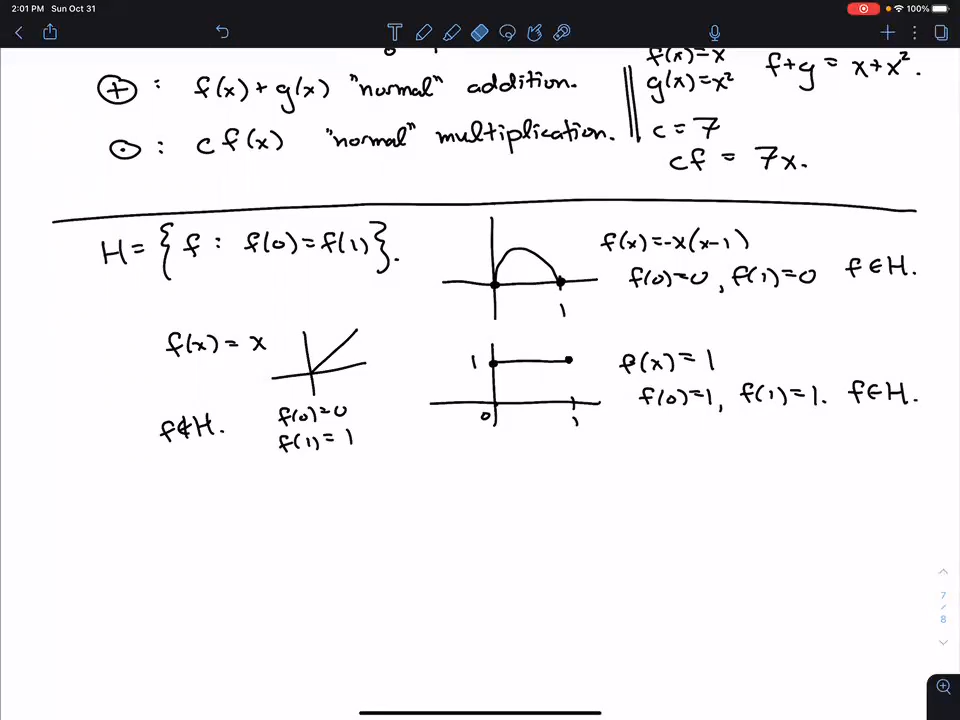 2:01 PM Sun Oct 31
100%
f(x)=x
⊕ : f(x) + g(x) "normal" addition.
g(x)=x²
f+g = x+x².
⊙ : c f(x) "normal" multiplication.
c = 7
cf = 7x.
H = { f : f(0)=f(1) }.
f(x)=-x(x-1)
f(0)=0, f(1)=0 f∈H.
1
f(x) = x
f(0)=0
f(1)=1
f∉H.
1
0
1
f(x) = 1
f(0)=1, f(1)=1. f∈H.
7
/
8